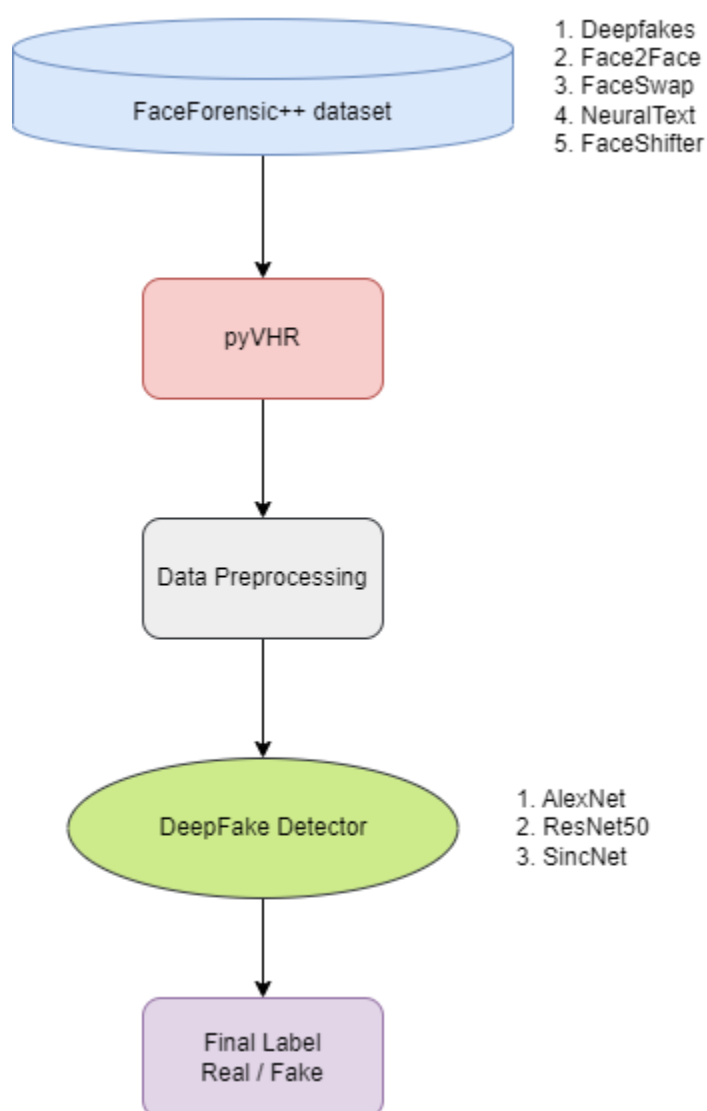 1. Deepfakes
2. Face2Face
3. FaceSwap
4. NeuralText
5. FaceShifter
FaceForensic++ dataset
pyVHR
Data Preprocessing
DeepFake Detector
1. AlexNet
2. ResNet50
3. SincNet
Final Label
Real / Fake